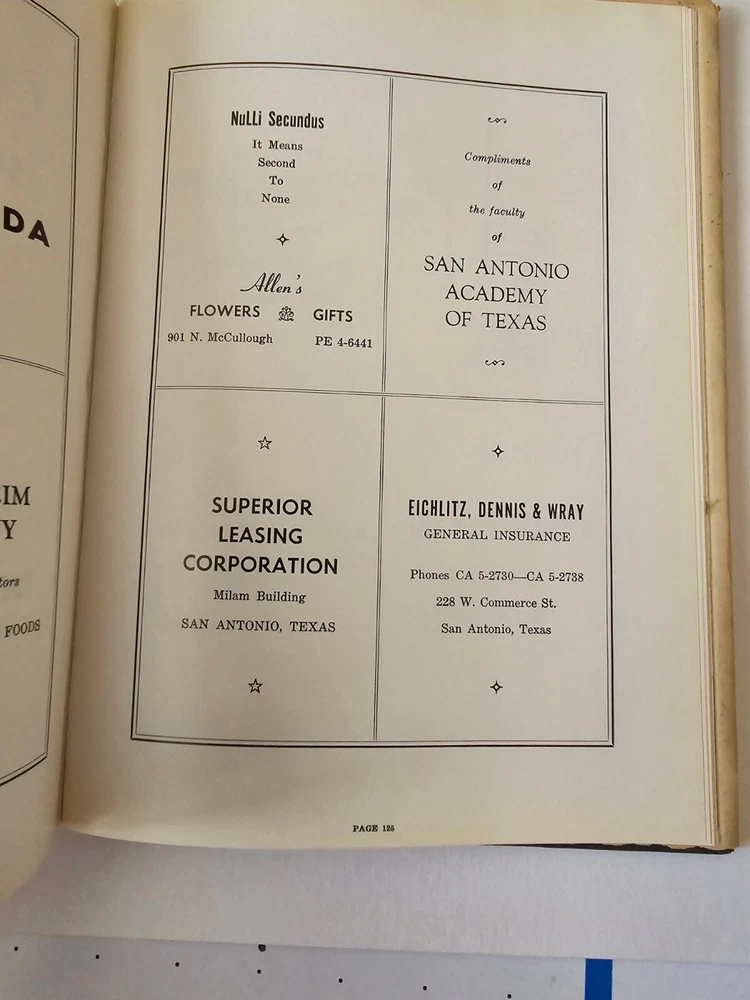 DA
EIM
Y
tors
FOODS
NuLLi Secundus
It Means
Second
To
None
Allen's
FLOWERS GIFTS
901 N. McCullough PE 4-6441
Compliments
of
the faculty
of
SAN ANTONIO
ACADEMY
OF TEXAS
SUPERIOR
LEASING
CORPORATION
Milam Building
SAN ANTONIO, TEXAS
EICHLITZ, DENNIS & WRAY
GENERAL INSURANCE
Phones CA 5-2730—CA 5-2738
228 W. Commerce St.
San Antonio, Texas
PAGE 125